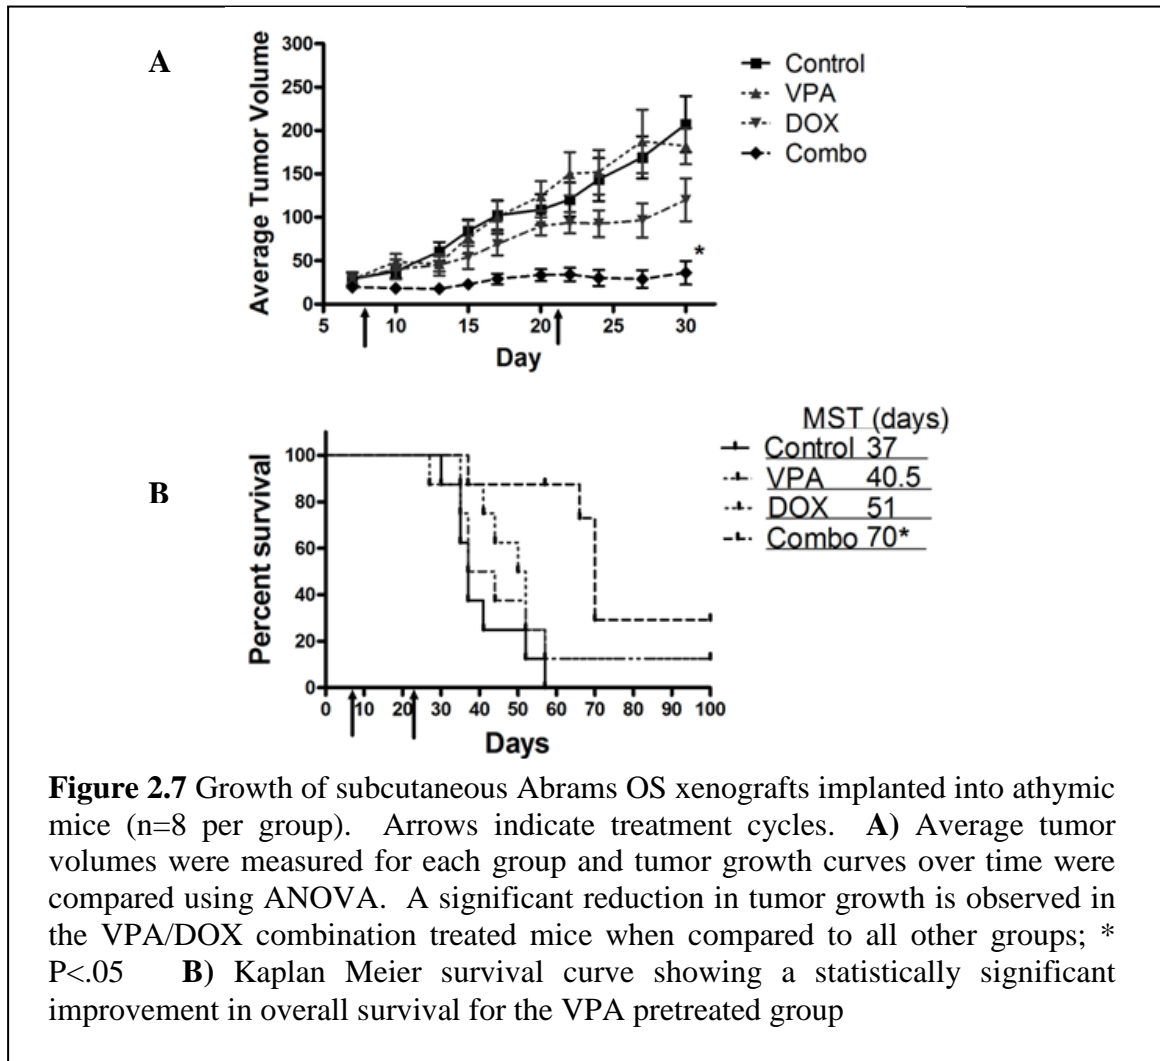 A
Average Tumor Volume
300
250
200
150
100
50
0
5 10 15 20 25 30
Day
Control
VPA
DOX
Combo
*
B
Percent survival
100
80
60
40
20
0
0 10 20 30 40 50 60 70 80 90 100
Days
MST (days)
Control 37
VPA 40.5
DOX 51
Combo 70*
Figure 2.7 Growth of subcutaneous Abrams OS xenografts implanted into athymic
mice (n=8 per group). Arrows indicate treatment cycles. A) Average tumor
volumes were measured for each group and tumor growth curves over time were
compared using ANOVA. A significant reduction in tumor growth is observed in
the VPA/DOX combination treated mice when compared to all other groups; *
P<.05 B) Kaplan Meier survival curve showing a statistically significant
improvement in overall survival for the VPA pretreated group